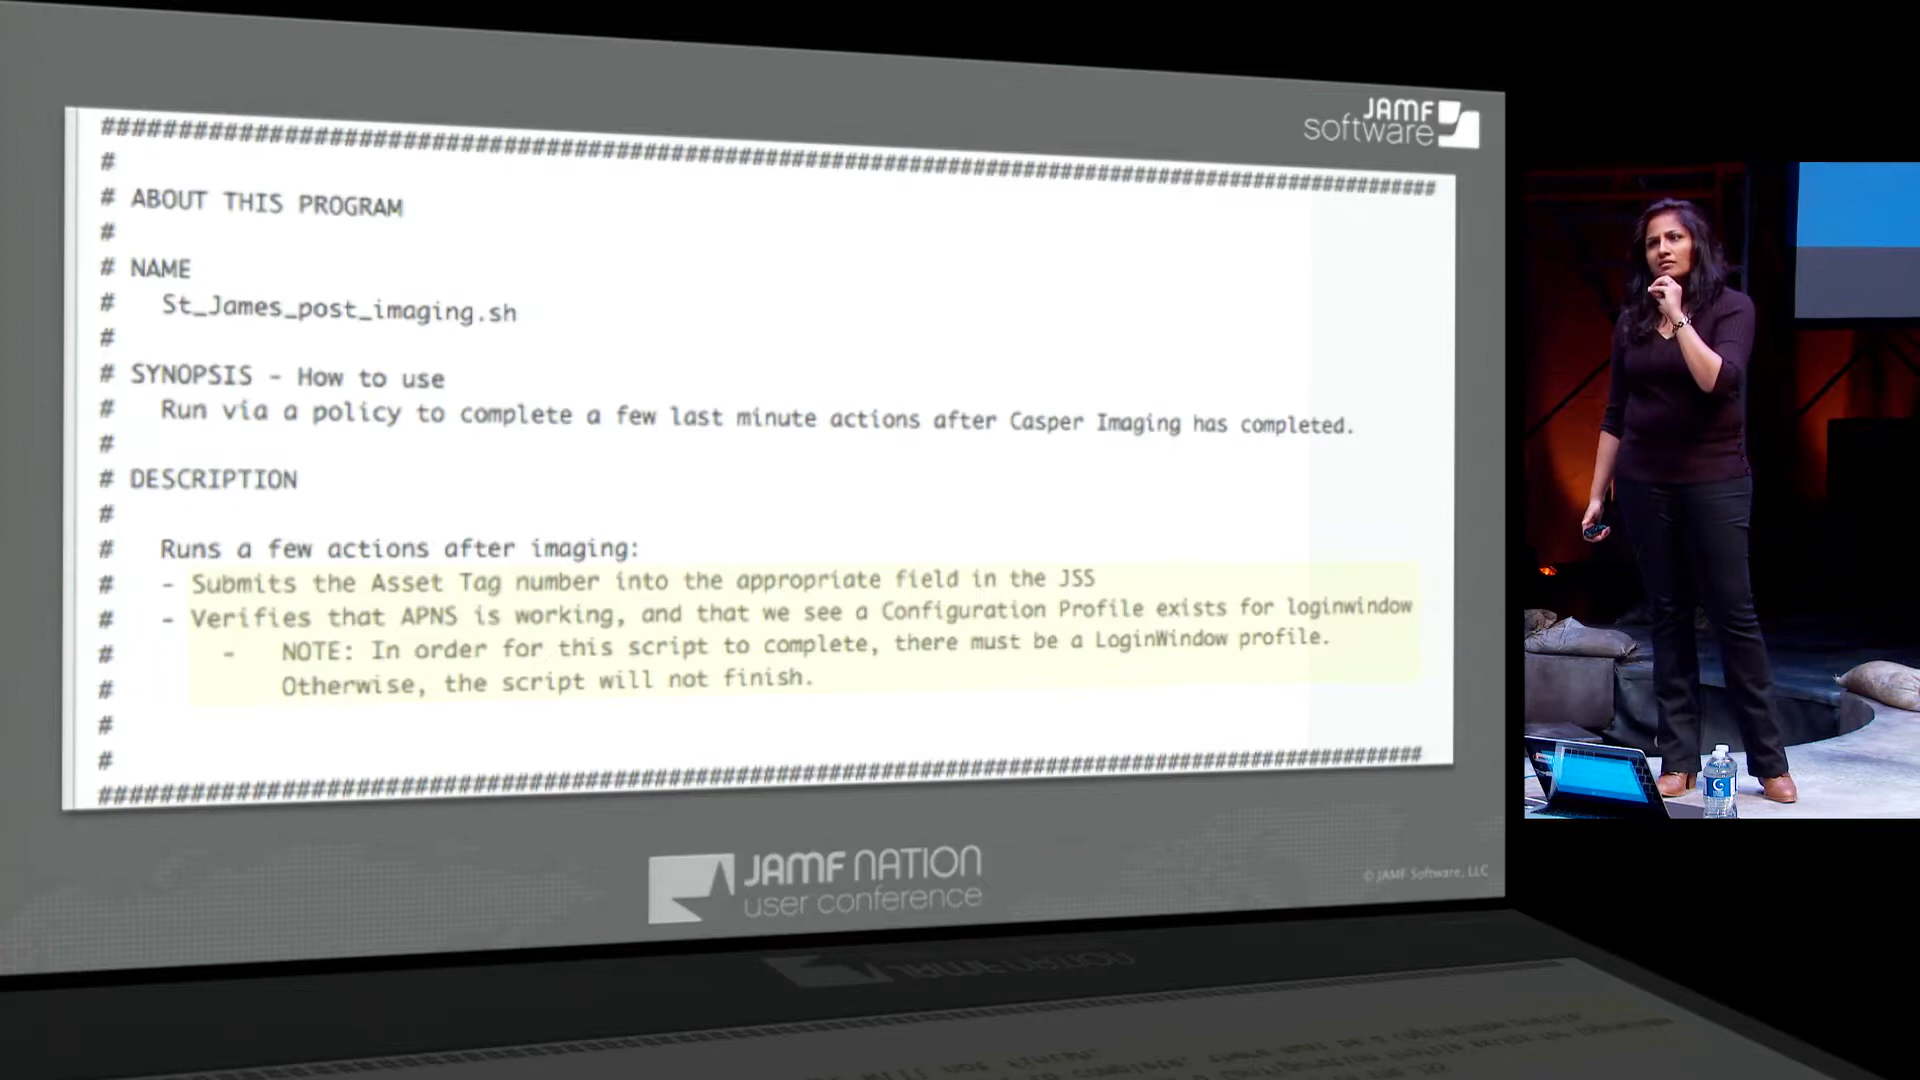 JAMF
software
################################################################################
#
# ABOUT THIS PROGRAM
#
# NAME
# St_James_post_imaging.sh
#
# SYNOPSIS - How to use
# Run via a policy to complete a few last minute actions after Casper Imaging has completed.
#
# DESCRIPTION
#
# Runs a few actions after imaging:
# - Submits the Asset Tag number into the appropriate field in the JSS
# - Verifies that APNS is working, and that we see a Configuration Profile exists for loginwindow
# - NOTE: In order for this script to complete, there must be a LoginWindow profile.
# Otherwise, the script will not finish.
#
#
################################################################################
JAMF NATION
user conference
© JAMF Software, LLC